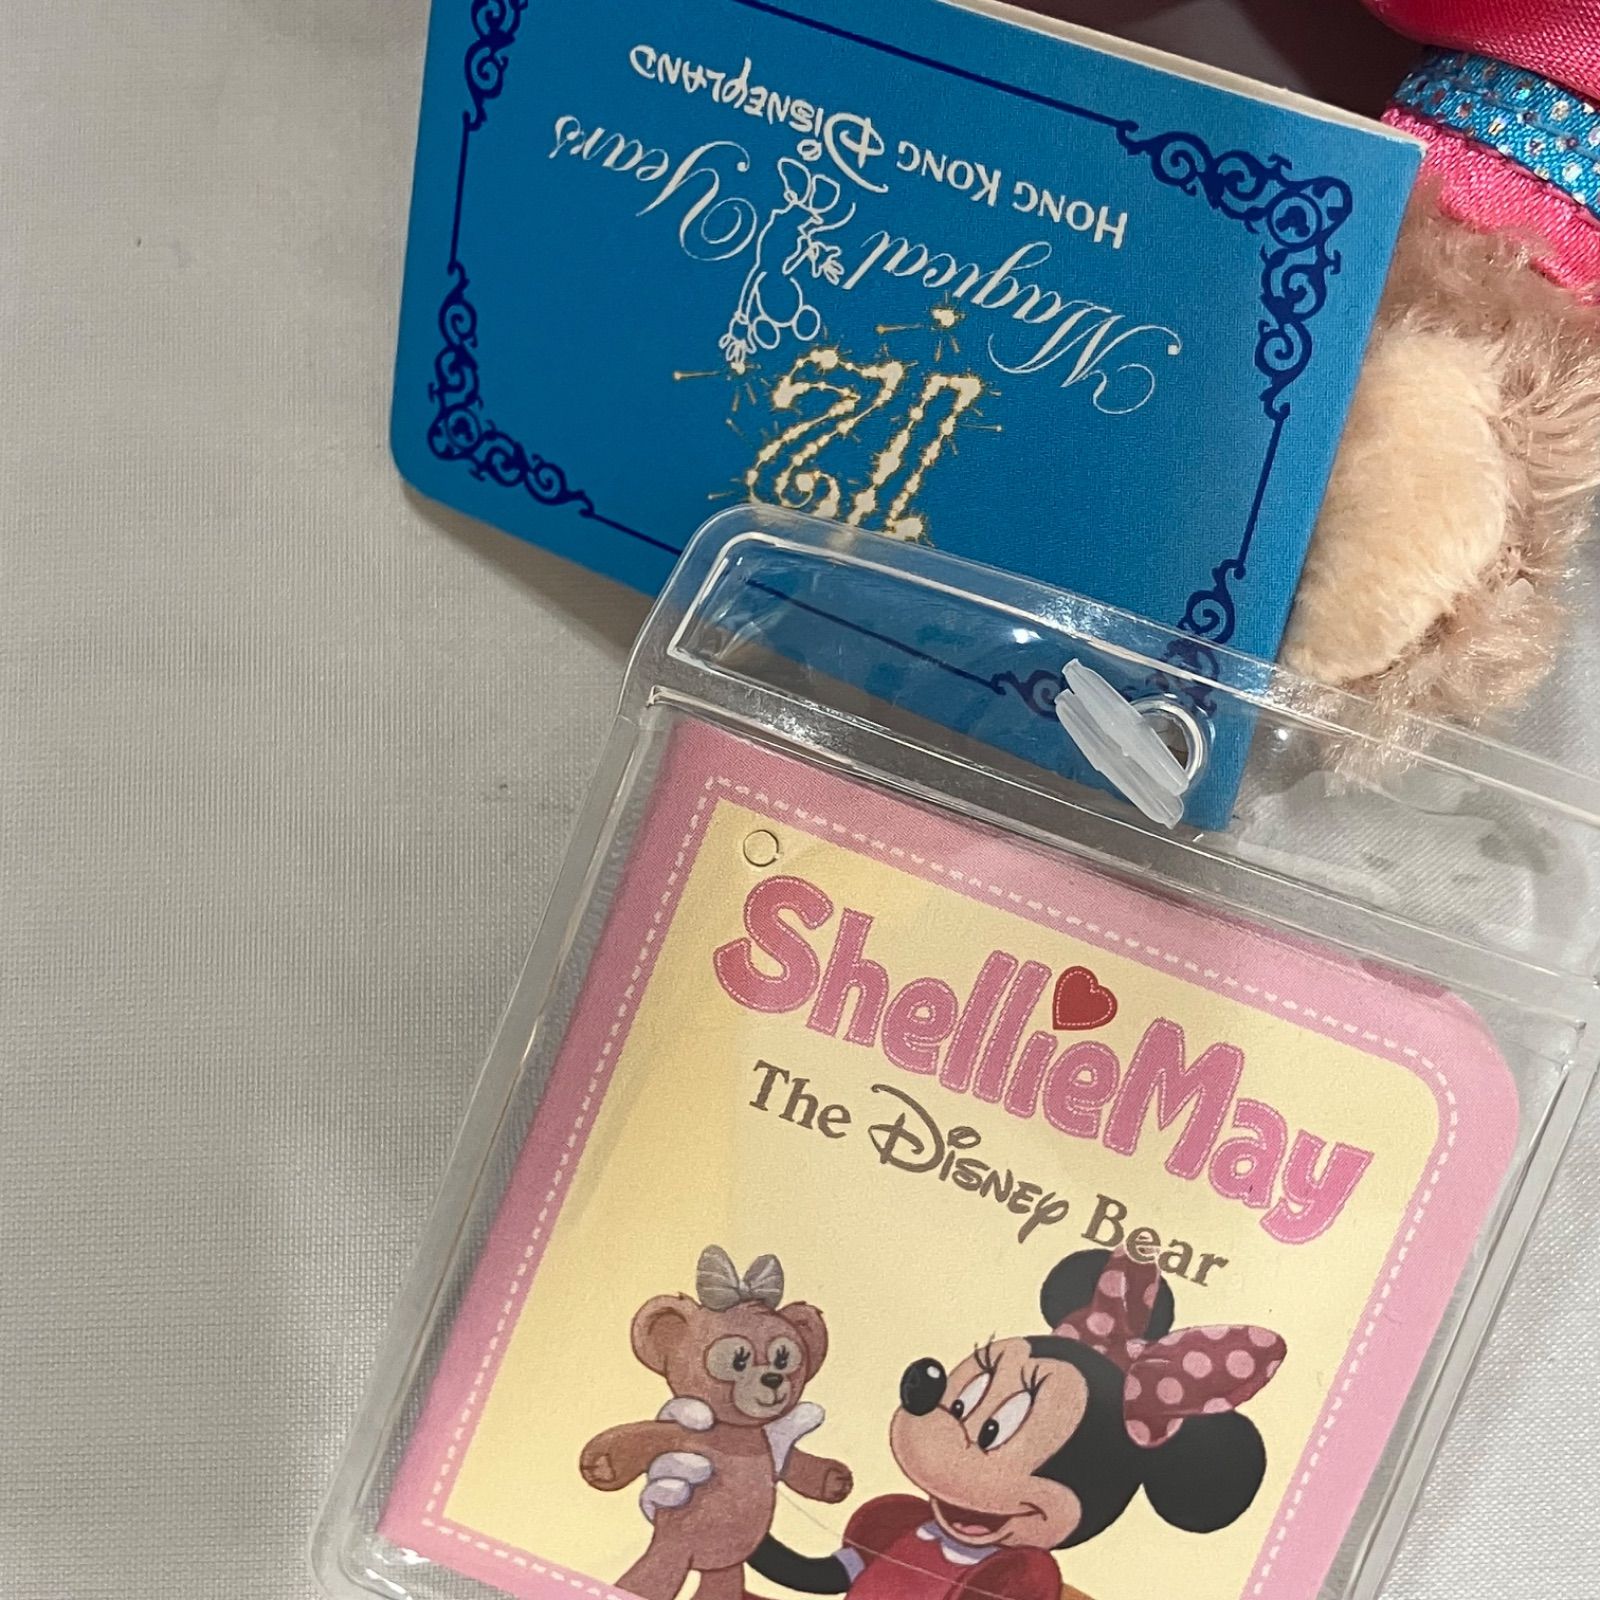 12
Magical Years
HONG KONG DISNEYLAND
ShellieMay
The Disney Bear